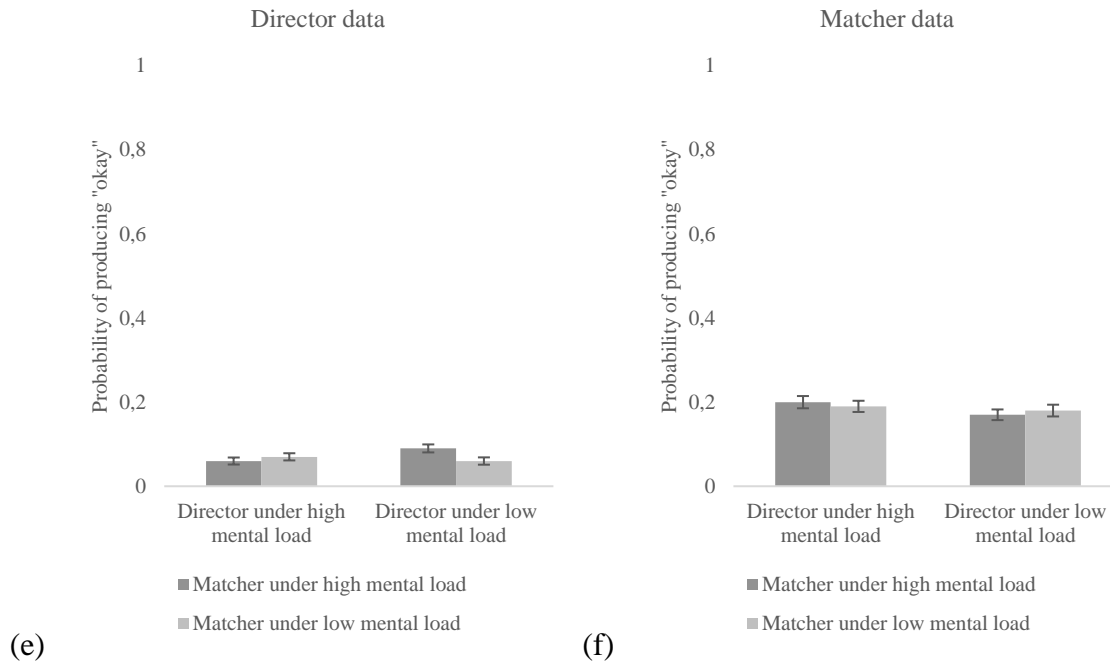 Director data
1
0,8
0,6
0,4
0,2
0
Probability of producing "okay"
Director under high
mental load
Director under low
mental load
Matcher under high mental load
Matcher under low mental load
(e)
Matcher data
1
0,8
0,6
0,4
0,2
0
Probability of producing "okay"
Director under high
mental load
Director under low
mental load
Matcher under high mental load
Matcher under low mental load
(f)